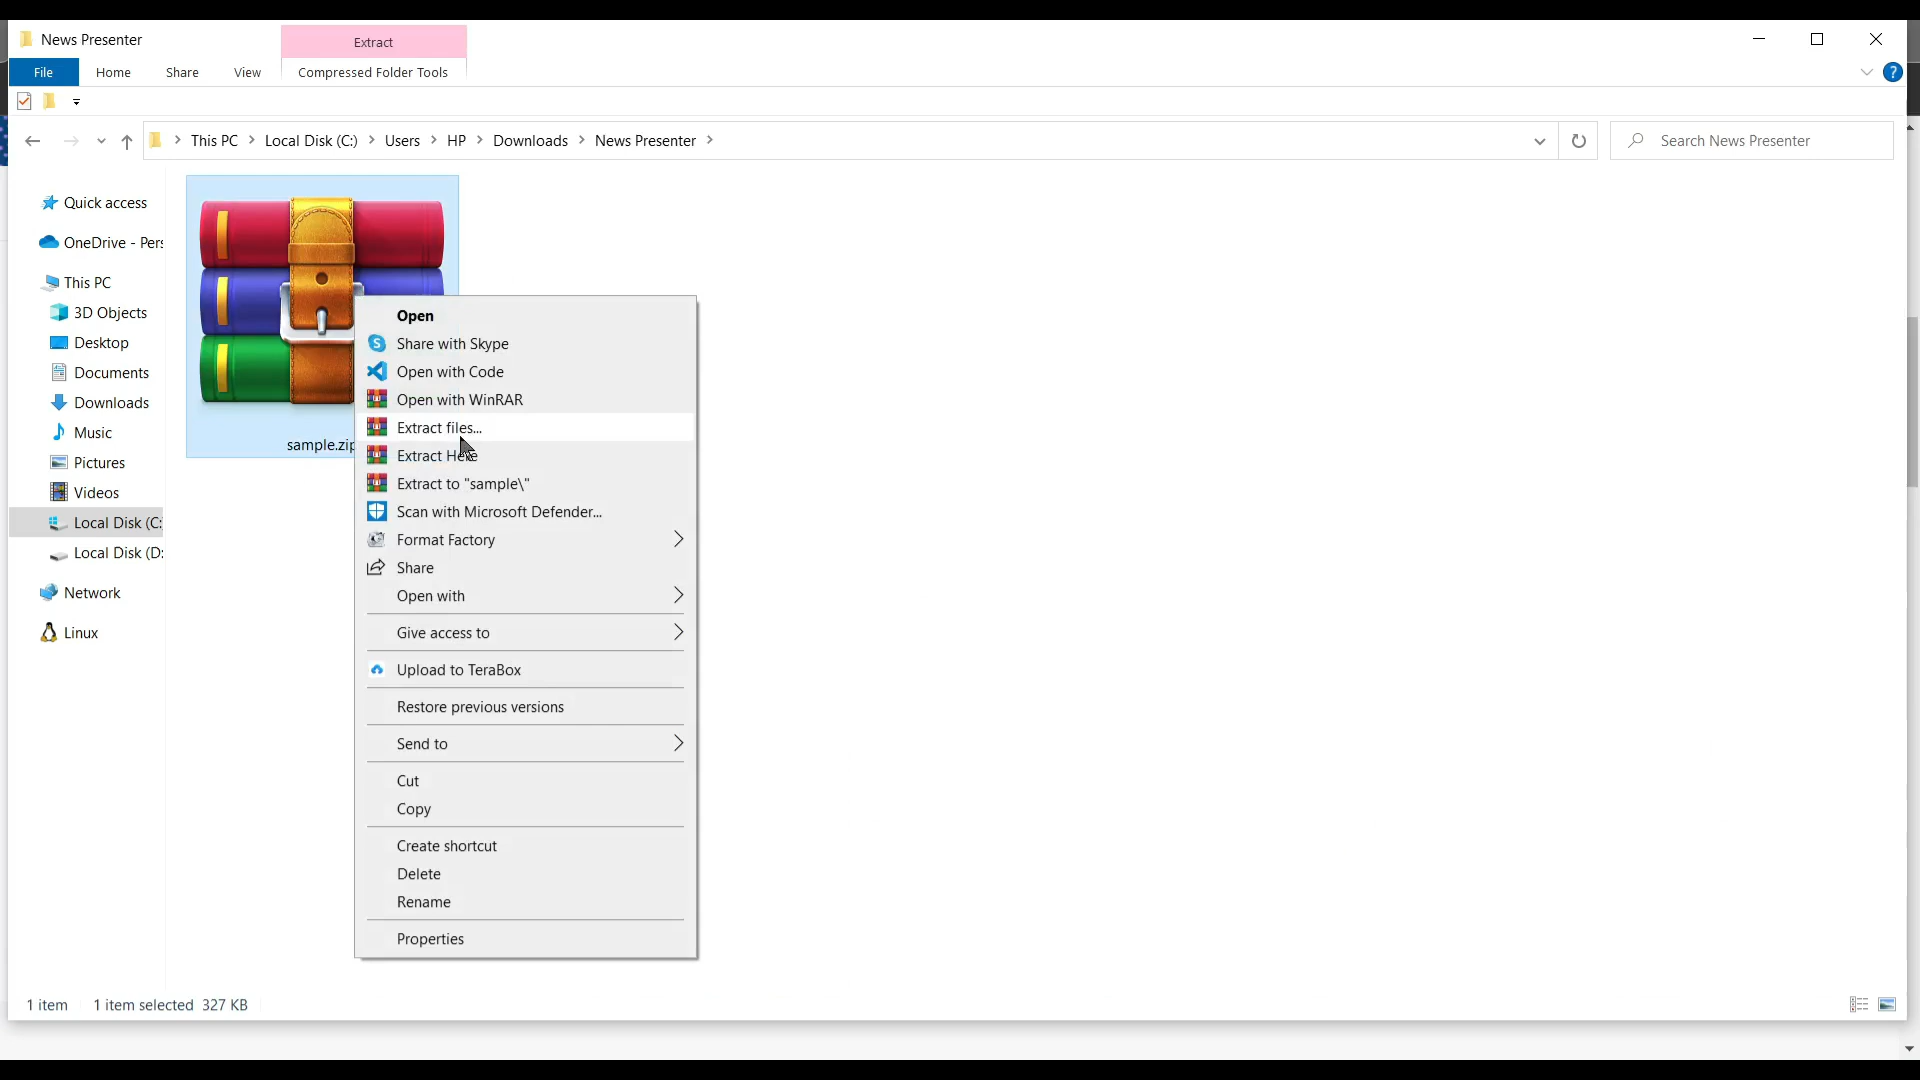 News Presenter
Extract
File
Home
Share
View
Compressed Folder Tools
?
This PC
Local Disk (C:)
Users
HP
Downloads
News Presenter
Search News Presenter
Quick access
OneDrive - Pers
This PC
3D Objects
Desktop
Documents
Downloads
Music
Pictures
Videos
Local Disk (C:
Local Disk (D:
Network
Linux
sample.zip
Open
Share with Skype
Open with Code
Open with WinRAR
Extract files...
Extract Here
Extract to "sample\"
Scan with Microsoft Defender...
Format Factory
Share
Open with
Give access to
Upload to TeraBox
Restore previous versions
Send to
Cut
Copy
Create shortcut
Delete
Rename
Properties
1 item
1 item selected 327 KB